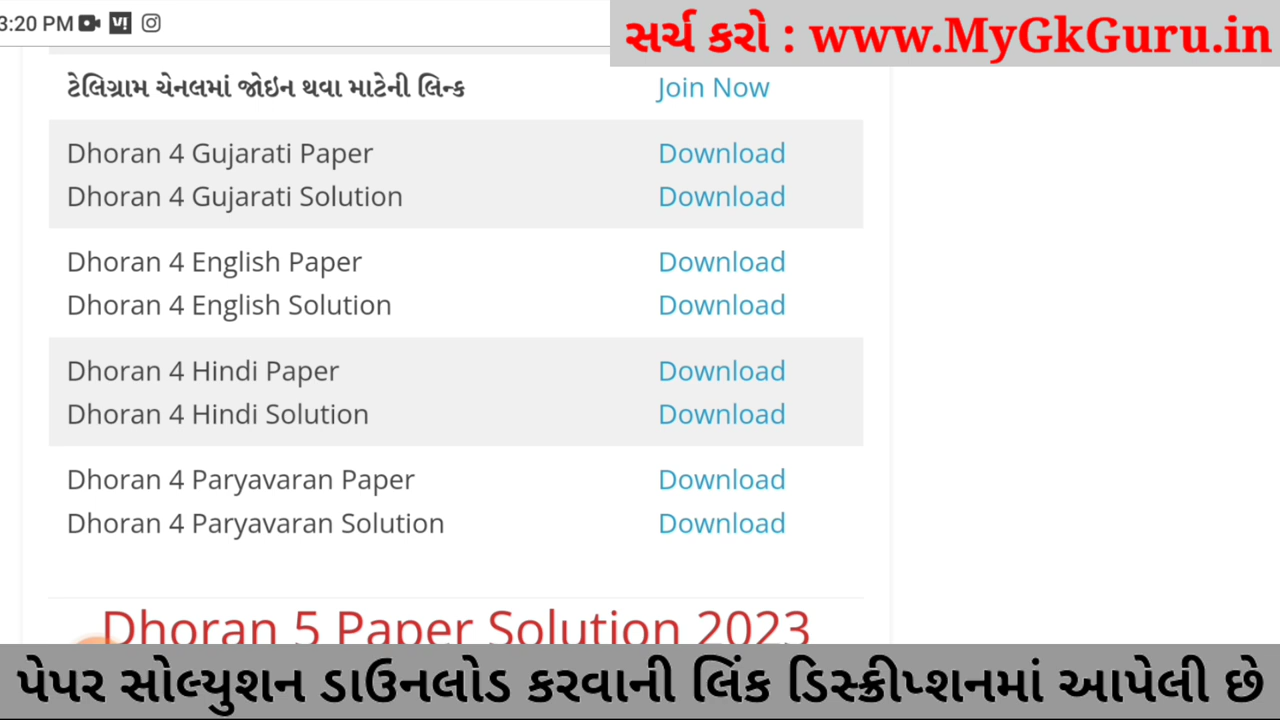 3:20 PM
સર્ચ કરો : www.MyGkGuru.in
ટેલિગ્રામ ચેનલમાં જોઇન થવા માટેની લિન્ક Join Now
Dhoran 4 Gujarati Paper Download
Dhoran 4 Gujarati Solution Download
Dhoran 4 English Paper Download
Dhoran 4 English Solution Download
Dhoran 4 Hindi Paper Download
Dhoran 4 Hindi Solution Download
Dhoran 4 Paryavaran Paper Download
Dhoran 4 Paryavaran Solution Download
Dhoran 5 Paper Solution 2023
પેપર સોલ્યુશન ડાઉનલોડ કરવાની લિંક ડિસ્ક્રીપ્શનમાં આપેલી છે